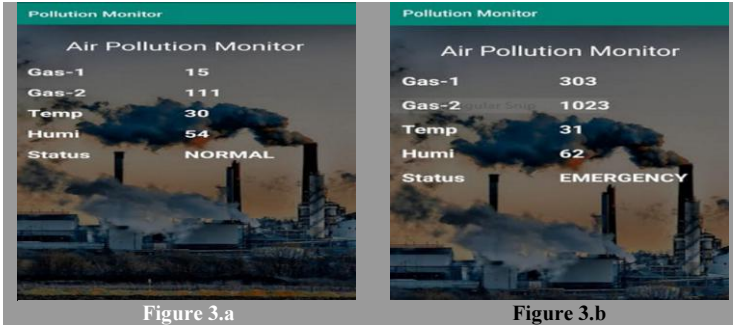 Pollution Monitor
Air Pollution Monitor
Gas-1 15
Gas-2 111
Temp 30
Humi 54
Status NORMAL
Figure 3.a
Pollution Monitor
Air Pollution Monitor
Gas-1 303
Gas-2 1023
Temp 31
Humi 62
Status EMERGENCY
Figure 3.b